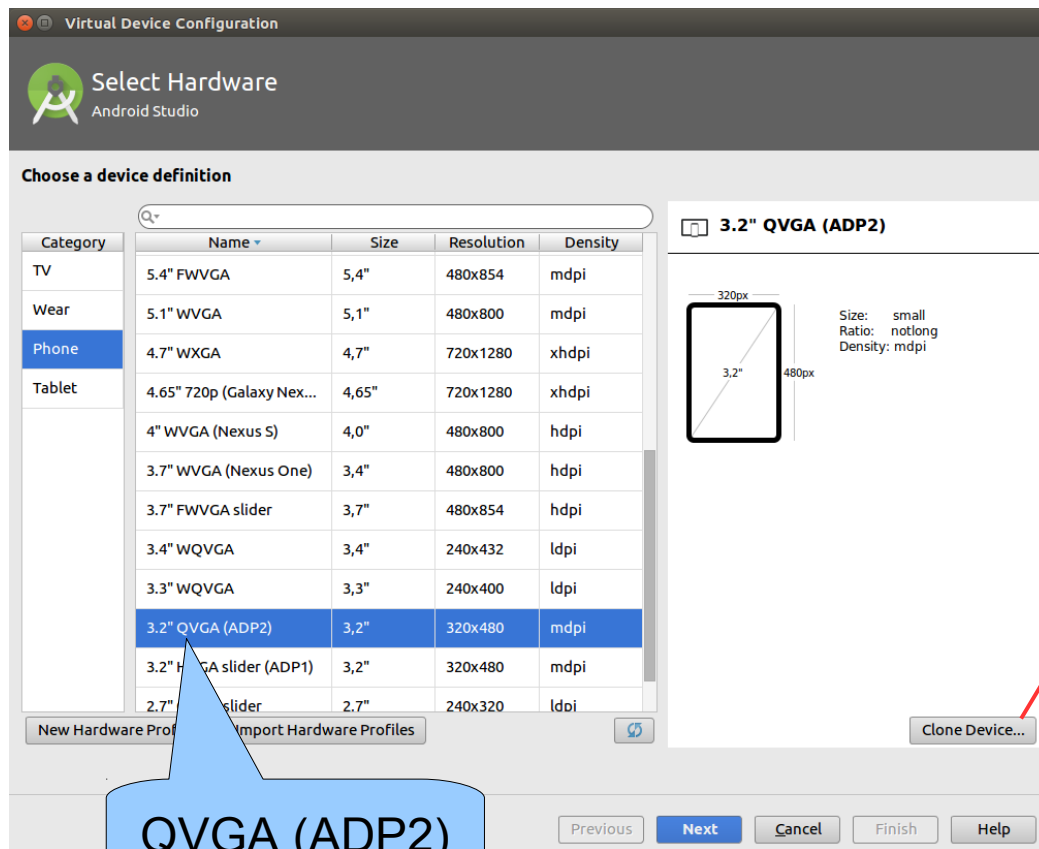 Virtual Device Configuration
Select Hardware
Android Studio
Choose a device definition
Category
TV
Wear
Phone
Tablet
Name Size Resolution Density
5.4" FWVGA 5,4" 480x854 mdpi
5.1" WVGA 5,1" 480x800 mdpi
4.7" WXGA 4,7" 720x1280 xhdpi
4.65" 720p (Galaxy Nex... 4,65" 720x1280 xhdpi
4" WVGA (Nexus S) 4,0" 480x800 hdpi
3.7" WVGA (Nexus One) 3,4" 480x800 hdpi
3.7" FWVGA slider 3,7" 480x854 hdpi
3.4" WQVGA 3,4" 240x432 ldpi
3.3" WQVGA 3,3" 240x400 ldpi
3.2" QVGA (ADP2) 3,2" 320x480 mdpi
3.2" slider (ADP1) 3,2" 320x480 mdpi
2.7" slider 2.7" 240x320 ldpi
New Hardware Import Hardware Profiles
3.2" QVGA (ADP2)
320px
3,2"
480px
Size: small
Ratio: notlong
Density: mdpi
Clone Device...
QVGA (ADP2)
Previous Next Cancel Finish Help